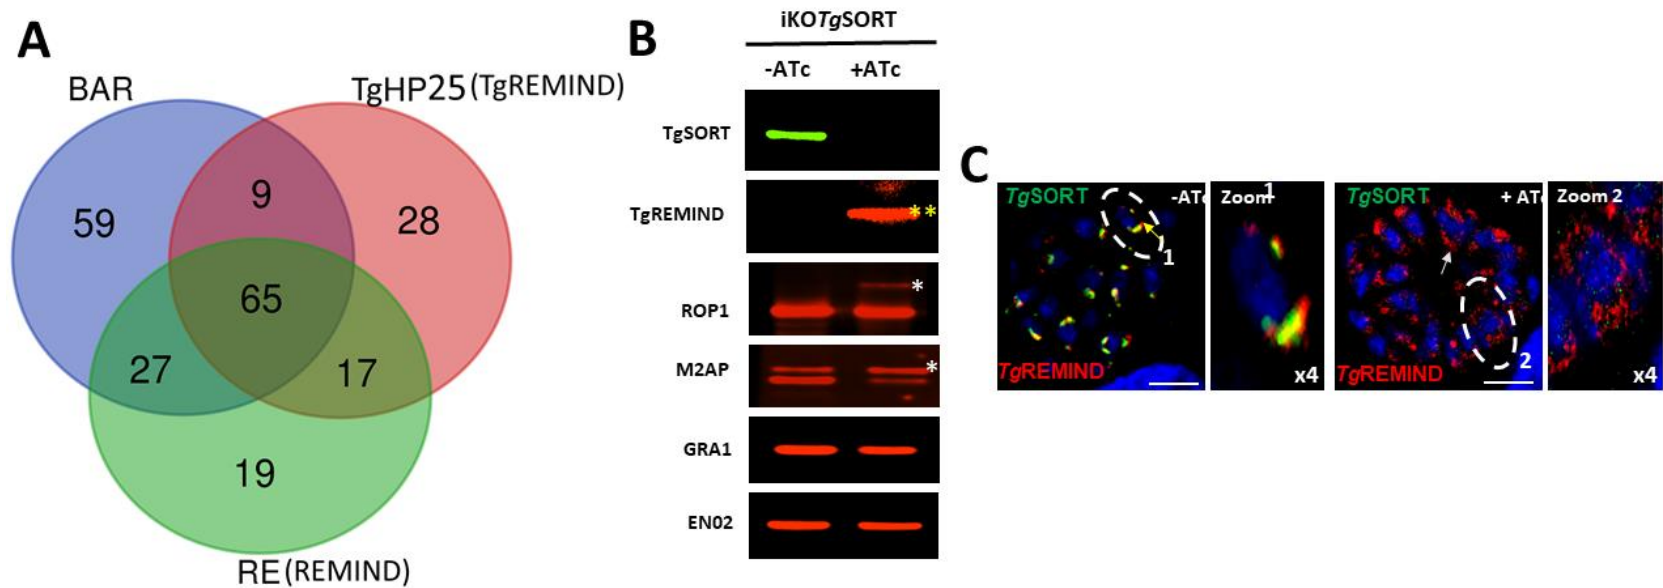 A
BAR
TgHP25(TgREMIND)
9
59
28
65
27
17
19
RE(REMIND)
B
iKOTgSORT
-ATc +ATc
TgSORT
TgREMIND
**
ROP1
*
M2AP
*
GRA1
EN02
C
TgSORT
-ATc
1
TgREMIND
Zoom 1
x4
TgSORT
+ ATc
2
TgREMIND
Zoom 2
x4